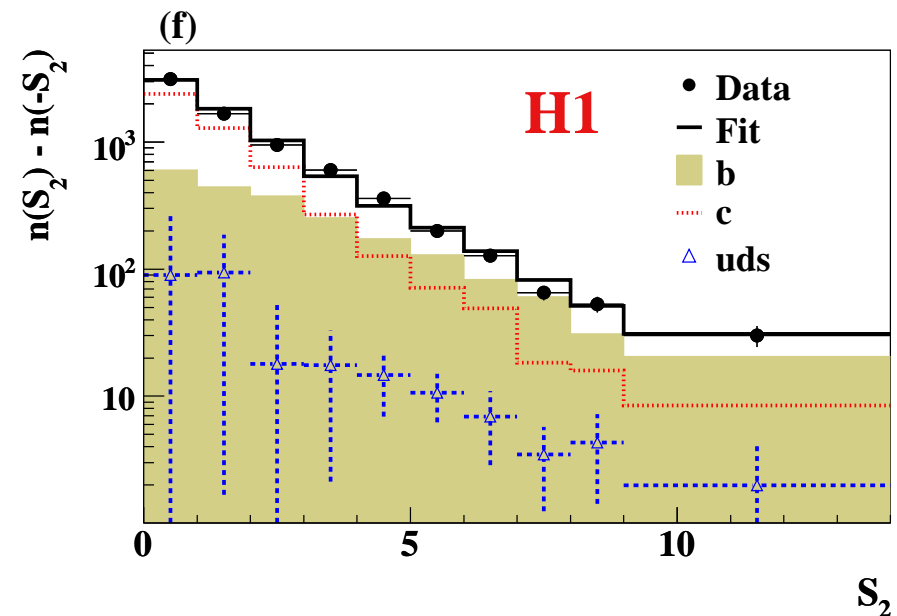 (f)
n(S₂) - n(-S₂)
H1
Data
Fit
b
c
uds
10³
10²
10
0 5 10
S₂